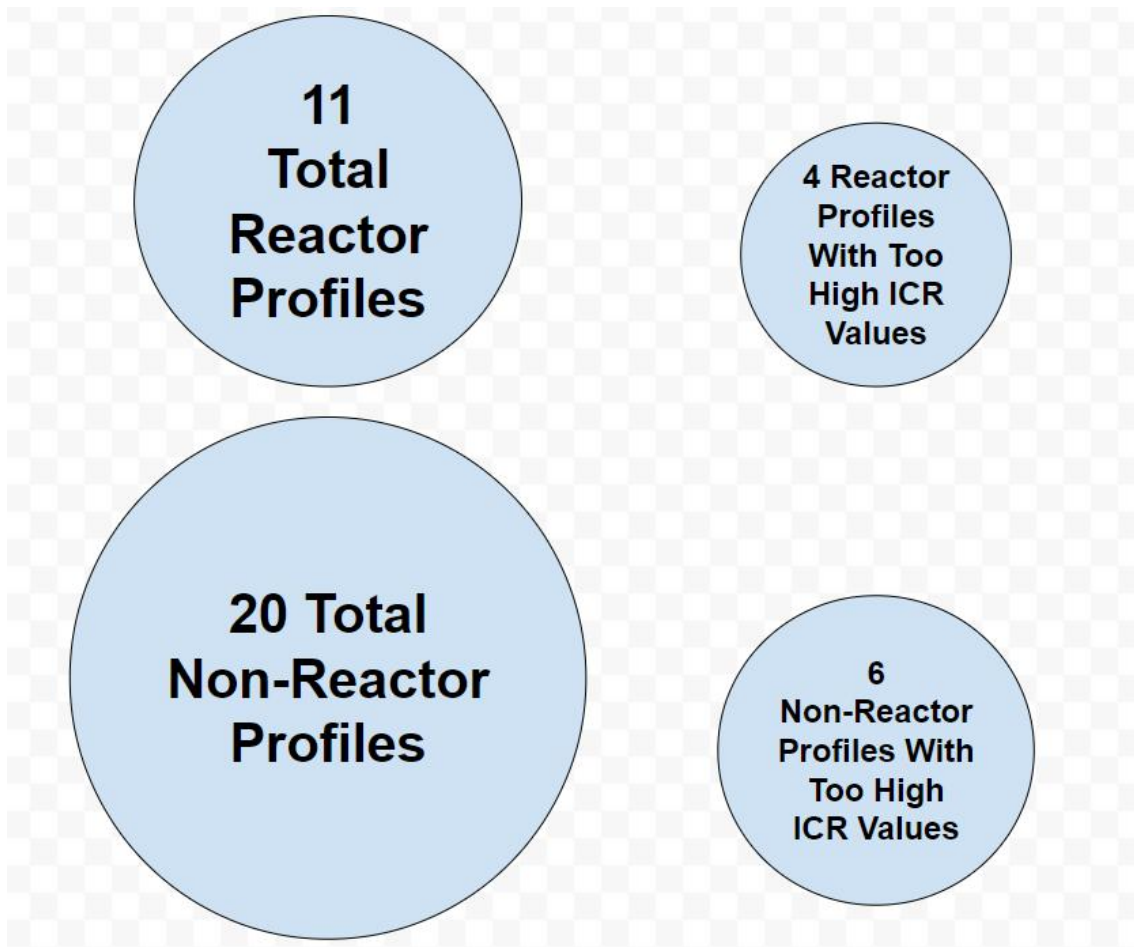 11
Total
Reactor
Profiles
4 Reactor
Profiles
With Too
High ICR
Values
20 Total
Non-Reactor
Profiles
6
Non-Reactor
Profiles With
Too High
ICR Values